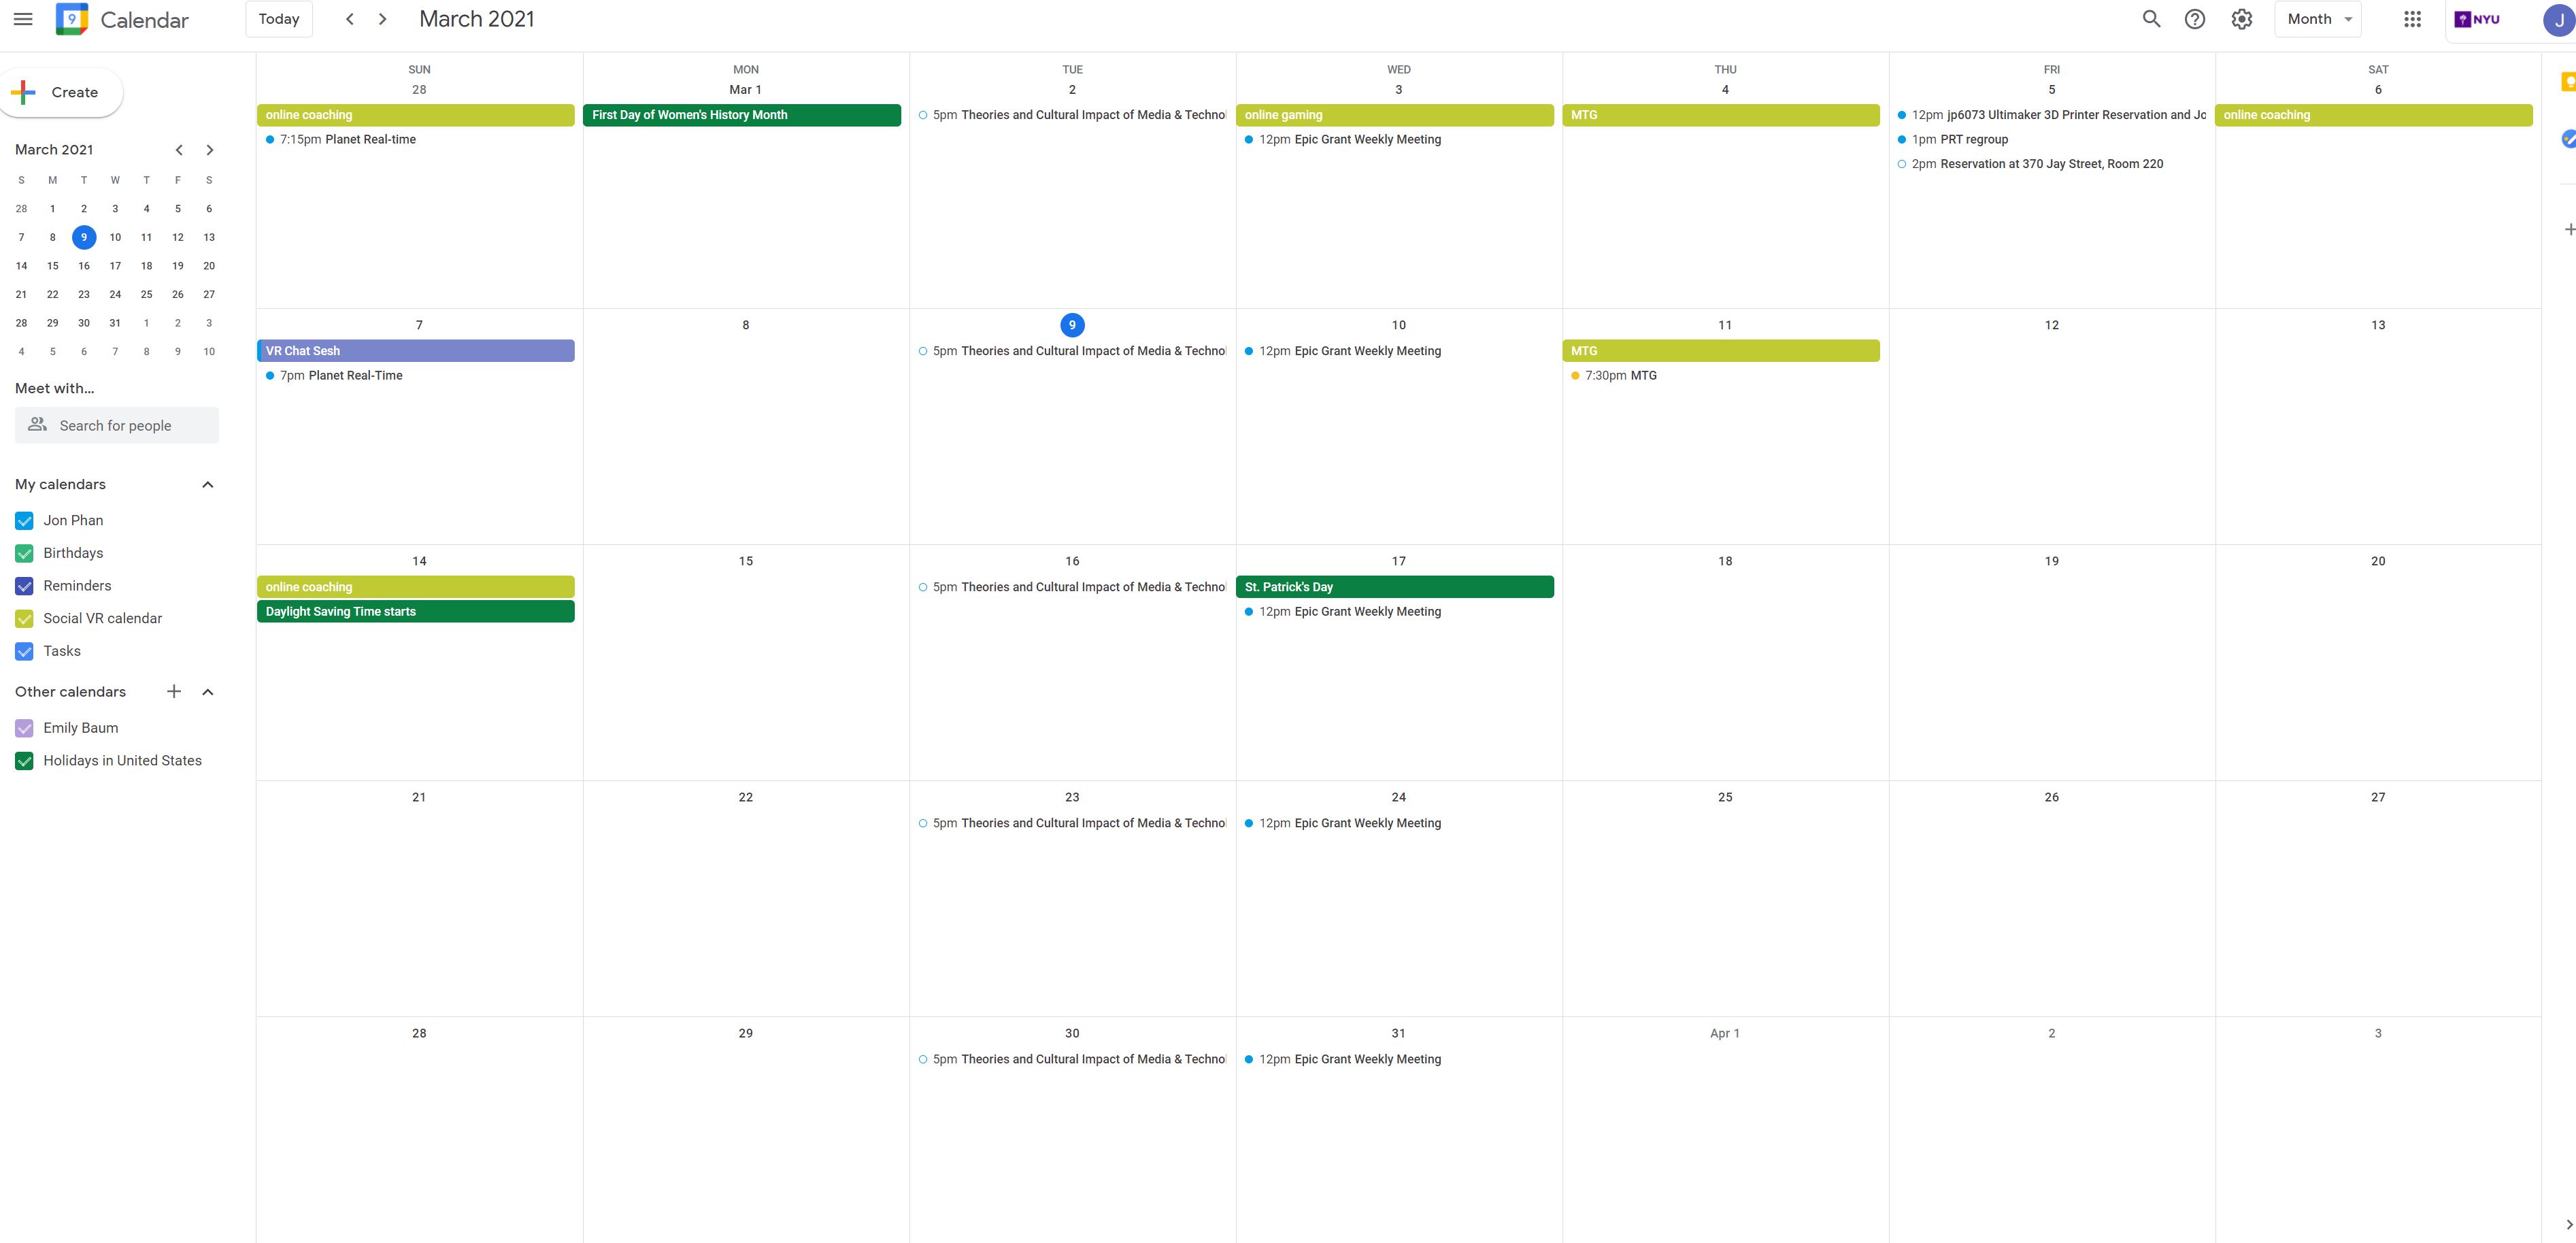 Calendar
Today
March 2021
Month
NYU
J
Create
March 2021
S M T W T F S
28 1 2 3 4 5 6
7 8 9 10 11 12 13
14 15 16 17 18 19 20
21 22 23 24 25 26 27
28 29 30 31 1 2 3
4 5 6 7 8 9 10
Meet with...
Search for people
My calendars
Jon Phan
Birthdays
Reminders
Social VR calendar
Tasks
Other calendars
Emily Baum
Holidays in United States
SUN MON TUE WED THU FRI SAT
28 Mar 1 2 3 4 5 6
online coaching
7:15pm Planet Real-time
First Day of Women's History Month
5pm Theories and Cultural Impact of Media & Technol
online gaming
12pm Epic Grant Weekly Meeting
MTG
12pm jp6073 Ultimaker 3D Printer Reservation and Jo
1pm PRT regroup
2pm Reservation at 370 Jay Street, Room 220
online coaching
7 8 9 10 11 12 13
VR Chat Sesh
7pm Planet Real-Time
5pm Theories and Cultural Impact of Media & Technol
12pm Epic Grant Weekly Meeting
MTG
7:30pm MTG
14 15 16 17 18 19 20
online coaching
Daylight Saving Time starts
5pm Theories and Cultural Impact of Media & Technol
St. Patrick's Day
12pm Epic Grant Weekly Meeting
21 22 23 24 25 26 27
5pm Theories and Cultural Impact of Media & Technol
12pm Epic Grant Weekly Meeting
28 29 30 31 Apr 1 2 3
5pm Theories and Cultural Impact of Media & Technol
12pm Epic Grant Weekly Meeting